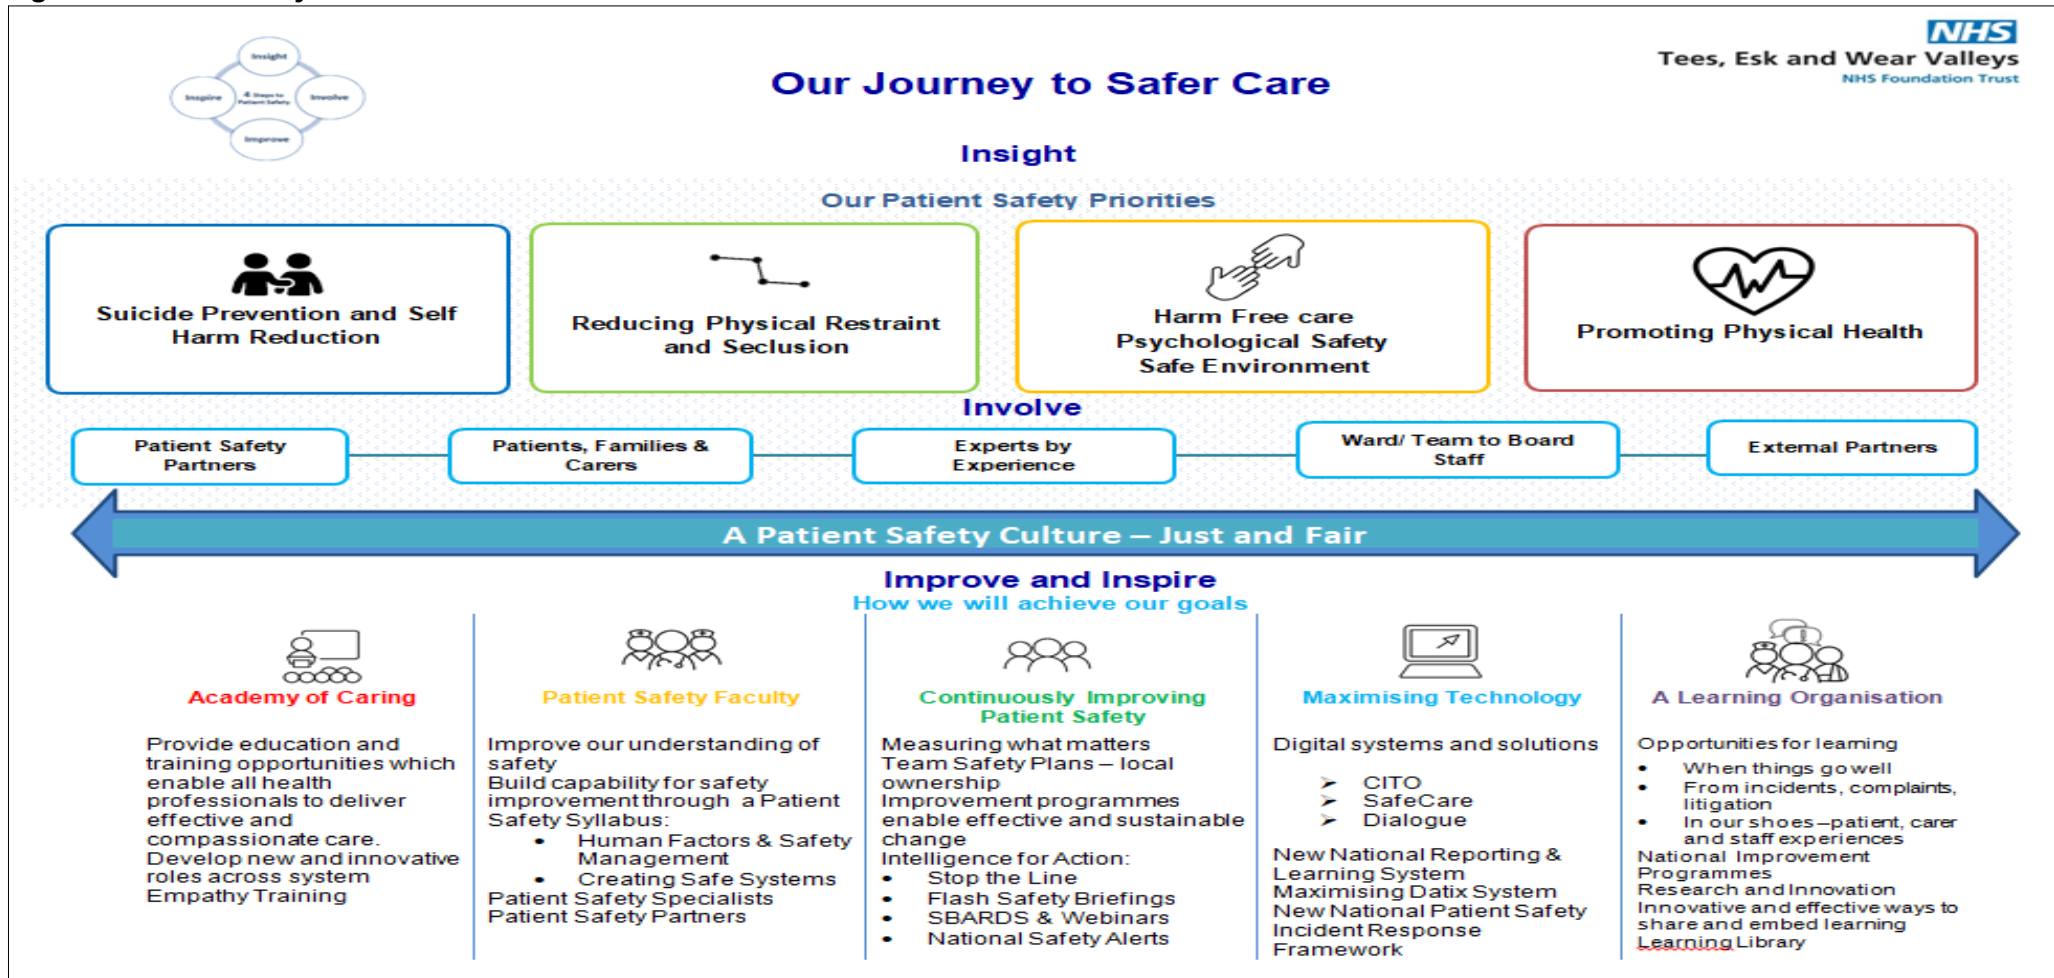 NHS
Tees, Esk and Wear Valleys
NHS Foundation Trust
Insight
Inspire
4 Steps to
Patient Safety
Involve
Improve
Our Journey to Safer Care
Insight
Our Patient Safety Priorities
Suicide Prevention and Self
Harm Reduction
Reducing Physical Restraint
and Seclusion
Harm Free care
Psychological Safety
Safe Environment
Promoting Physical Health
Involve
Patient Safety
Partners
Patients, Families &
Carers
Experts by
Experience
Ward/ Team to Board
Staff
External Partners
A Patient Safety Culture – Just and Fair
Improve and Inspire
How we will achieve our goals
Academy of Caring
Provide education and
training opportunities which
enable all health
professionals to deliver
effective and
compassionate care.
Develop new and innovative
roles across system
Empathy Training
Patient Safety Faculty
Improve our understanding of
safety
Build capability for safety
improvement through a Patient
Safety Syllabus:
• Human Factors & Safety
Management
• Creating Safe Systems
Patient Safety Specialists
Patient Safety Partners
Continuously Improving
Patient Safety
Measuring what matters
Team Safety Plans – local
ownership
Improvement programmes
enable effective and sustainable
change
Intelligence for Action:
• Stop the Line
• Flash Safety Briefings
• SBARDS & Webinars
• National Safety Alerts
Maximising Technology
Digital systems and solutions
➢ CITO
➢ SafeCare
➢ Dialogue
New National Reporting &
Learning System
Maximising Datix System
New National Patient Safety
Incident Response
Framework
A Learning Organisation
Opportunities for learning
• When things go well
• From incidents, complaints,
litigation
• In our shoes –patient, carer
and staff experiences
National Improvement
Programmes
Research and Innovation
Innovative and effective ways to
share and embed learning
Learning Library